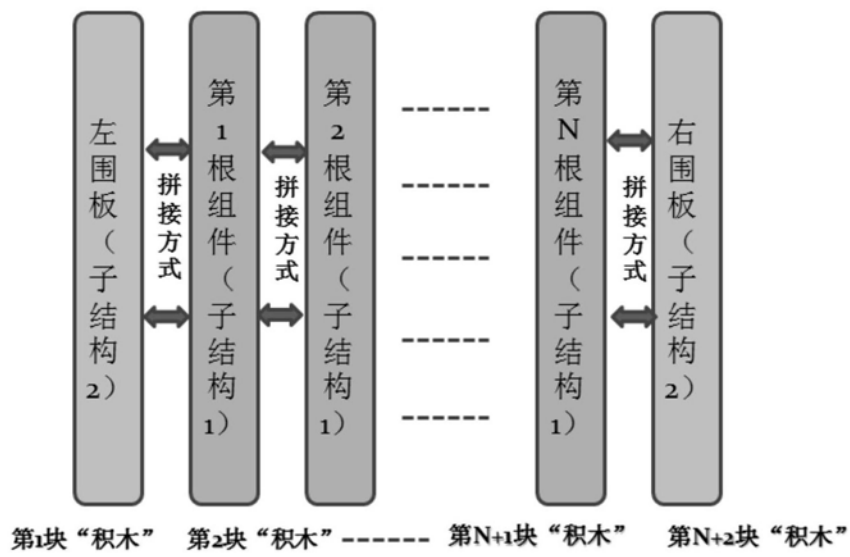 左围板（子结构2）
拼接方式
第1根组件（子结构1）
拼接方式
第2根组件（子结构1）
第N根组件（子结构1）
拼接方式
右围板（子结构2）
第1块“积木” 第2块“积木” ------ 第N+1块“积木” 第N+2块“积木”